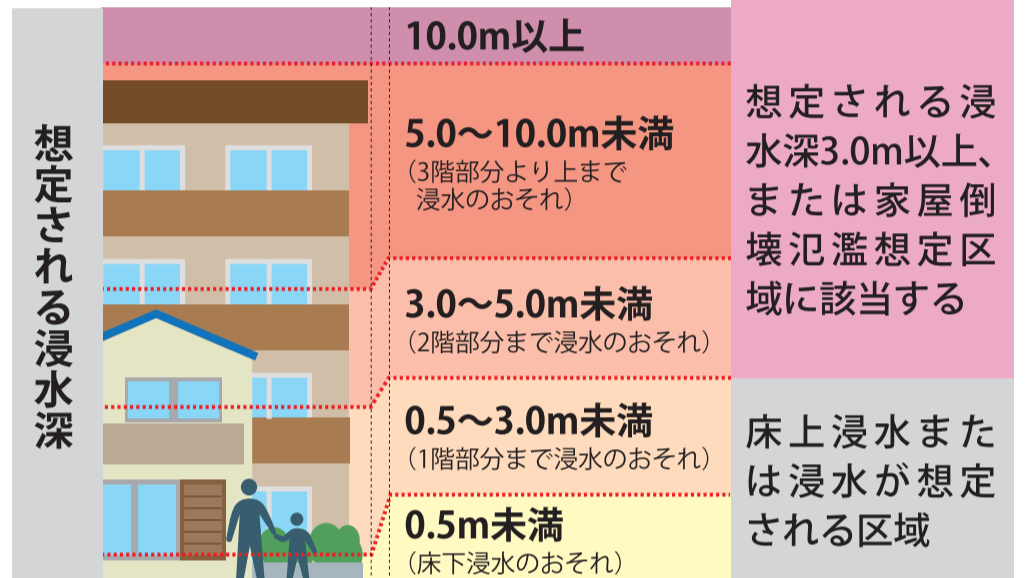 想定される浸水深
10.0m以上
5.0～10.0m未満
（3階部分より上まで
浸水のおそれ）
3.0～5.0m未満
（2階部分まで浸水のおそれ）
0.5～3.0m未満
（1階部分まで浸水のおそれ）
0.5m未満
（床下浸水のおそれ）
想定される浸
水深3.0m以上、
または家屋倒
壊氾濫想定区
域に該当する
床上浸水また
は浸水が想定
される区域